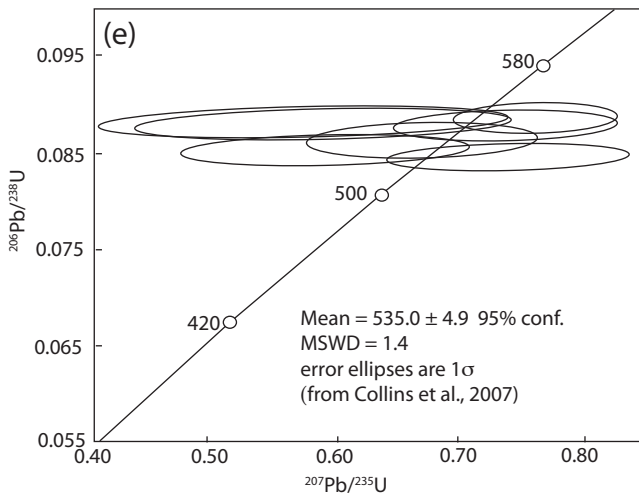 (e)
0.095
580
0.085
500
²⁰⁶Pb/²³⁸U
0.075
420
Mean = 535.0 ± 4.9 95% conf.
MSWD = 1.4
0.065
error ellipses are 1σ
(from Collins et al., 2007)
0.055
0.40 0.50 0.60 0.70 0.80
²⁰⁷Pb/²³⁵U